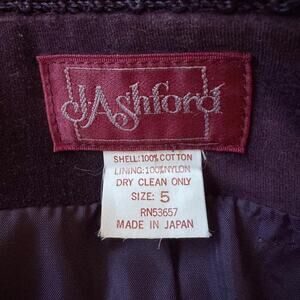 J. Ashford
SHELL: 100% COTTON
LINING: 100% NYLON
DRY CLEAN ONLY
SIZE: 5
RN53657
MADE IN JAPAN